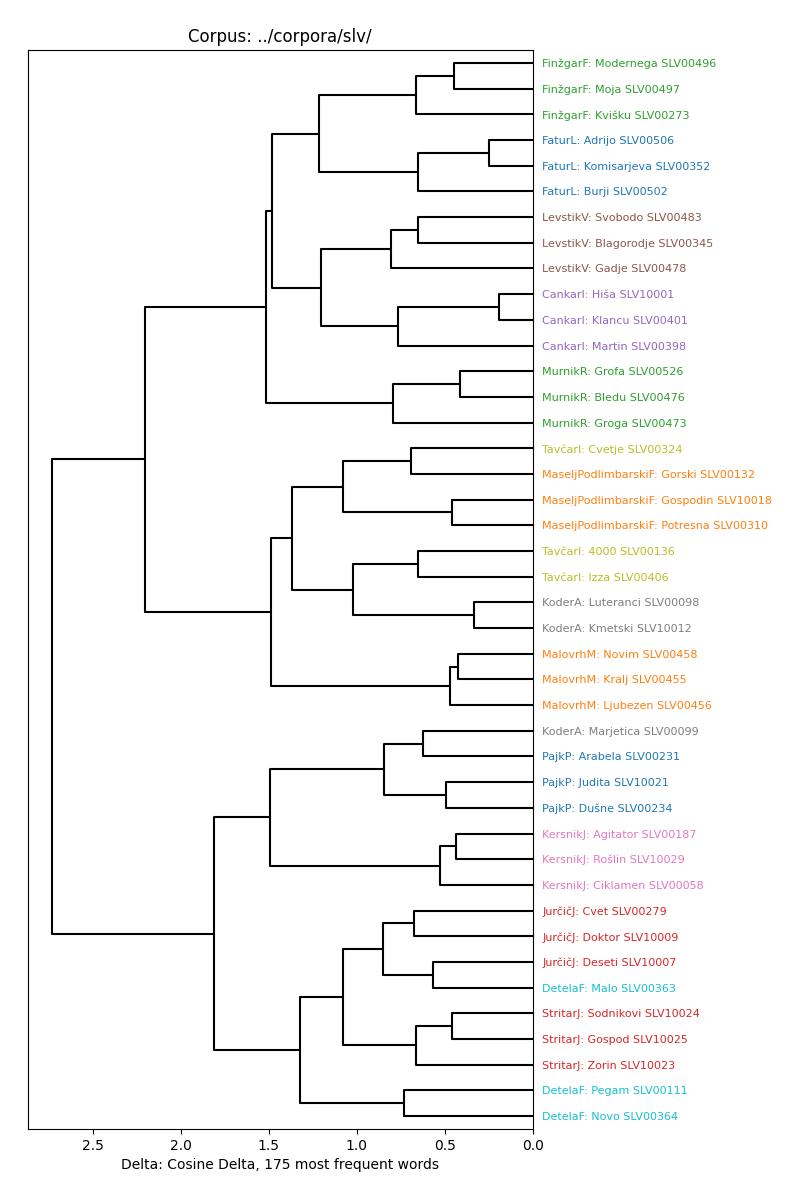 Corpus: ../corpora/slv/
FinžgarF: Modernega SLV00496
FinžgarF: Moja SLV00497
FinžgarF: Kvišku SLV00273
FaturL: Adrijo SLV00506
FaturL: Komisarjeva SLV00352
FaturL: Burji SLV00502
LevstikV: Svobodo SLV00483
LevstikV: Blagorodje SLV00345
LevstikV: Gadje SLV00478
CankarI: Hiša SLV10001
CankarI: Klancu SLV00401
CankarI: Martin SLV00398
MurnikR: Grofa SLV00526
MurnikR: Bledu SLV00476
MurnikR: Groga SLV00473
TavčarI: Cvetje SLV00324
MaseljPodlimbarskiF: Gorski SLV00132
MaseljPodlimbarskiF: Gospodin SLV10018
MaseljPodlimbarskiF: Potresna SLV00310
TavčarI: 4000 SLV00136
TavčarI: Izza SLV00406
KoderA: Luteranci SLV00098
KoderA: Kmetski SLV10012
MalovrhM: Novim SLV00458
MalovrhM: Kralj SLV00455
MalovrhM: Ljubezen SLV00456
KoderA: Marjetica SLV00099
PajkP: Arabela SLV00231
PajkP: Judita SLV10021
PajkP: Dušne SLV00234
KersnikJ: Agitator SLV00187
KersnikJ: Rošlin SLV10029
KersnikJ: Ciklamen SLV00058
JurčičJ: Cvet SLV00279
JurčičJ: Doktor SLV10009
JurčičJ: Deseti SLV10007
DetelaF: Malo SLV00363
StritarJ: Sodnikovi SLV10024
StritarJ: Gospod SLV10025
StritarJ: Zorin SLV10023
DetelaF: Pegam SLV00111
DetelaF: Novo SLV00364
2.5 2.0 1.5 1.0 0.5 0.0
Delta: Cosine Delta, 175 most frequent words